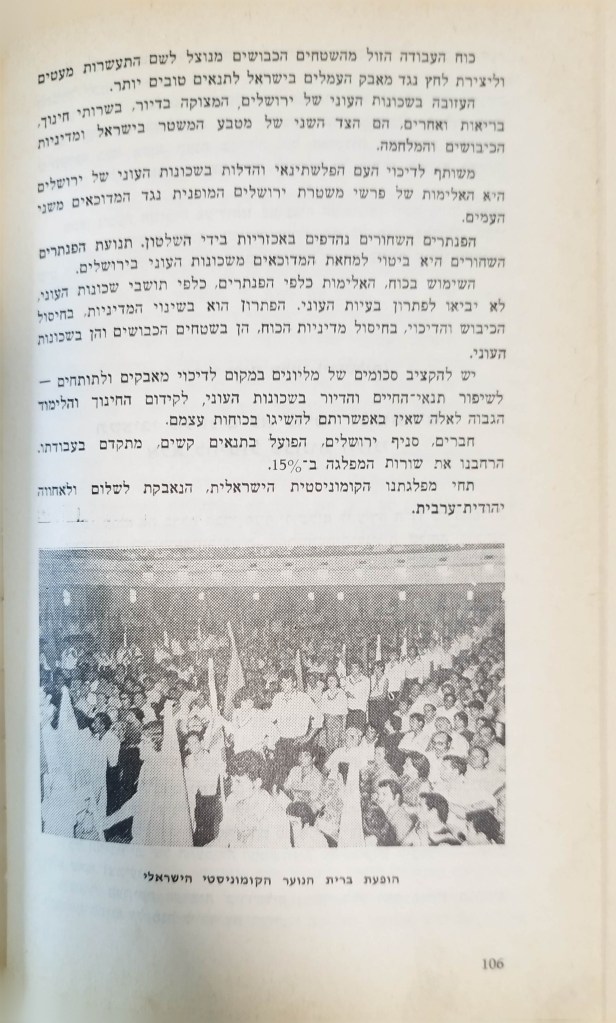 כוח העבודה הזול מהשטחים הכבושים מנוצל לשם התעשרות מעטים
וליצירת לחץ נגד מאבק העמלים בישראל לתנאים טובים יותר.
העזובה בשכונות העוני של ירושלים, המצוקה בדיור, בשרותי חינוך,
בריאות ואחרים, הם הצד השני של מטבע המשטר בישראל ומדיניות
הכיבושים והמלחמה.
משותף לדיכוי העם הפלשתינאי והדלות בשכונות העוני של ירושלים
היא האלימות של פרשי משטרת ירושלים המופנית נגד המדוכאים משני
העמים.
הפנתרים השחורים נהדפים באכזריות בידי השלטון. תנועת הפנתרים
השחורים היא ביטוי למחאת המדוכאים משכונות העוני בירושלים.
השימוש בכוח, האלימות כלפי הפנתרים, כלפי תושבי שכונות העוני,
לא יביאו לפתרון בעיות העוני. הפתרון הוא בשינוי המדיניות, בחיסול
הכיבוש והדיכוי, בחיסול מדיניות הכוח, הן בשטחים הכבושים והן בשכונות
העוני.
יש להקציב סכומים של מליונים במקום לדיכוי מאבקים ולתותחים —
לשיפור תנאי־החיים והדיור בשכונות העוני, לקידום החינוך והלימוד
הגבוה לאלה שאין באפשרותם להשיגו בכוחות עצמם.
חברים, סניף ירושלים, הפועל בתנאים קשים, מתקדם בעבודתו.
הרחבנו את שורות המפלגה ב־15%.
תחי מפלגתנו הקומוניסטית הישראלית, הנאבקת לשלום ולאחווה
יהודית־ערבית.
הופעת ברית הנוער הקומוניסטי הישראלי
106